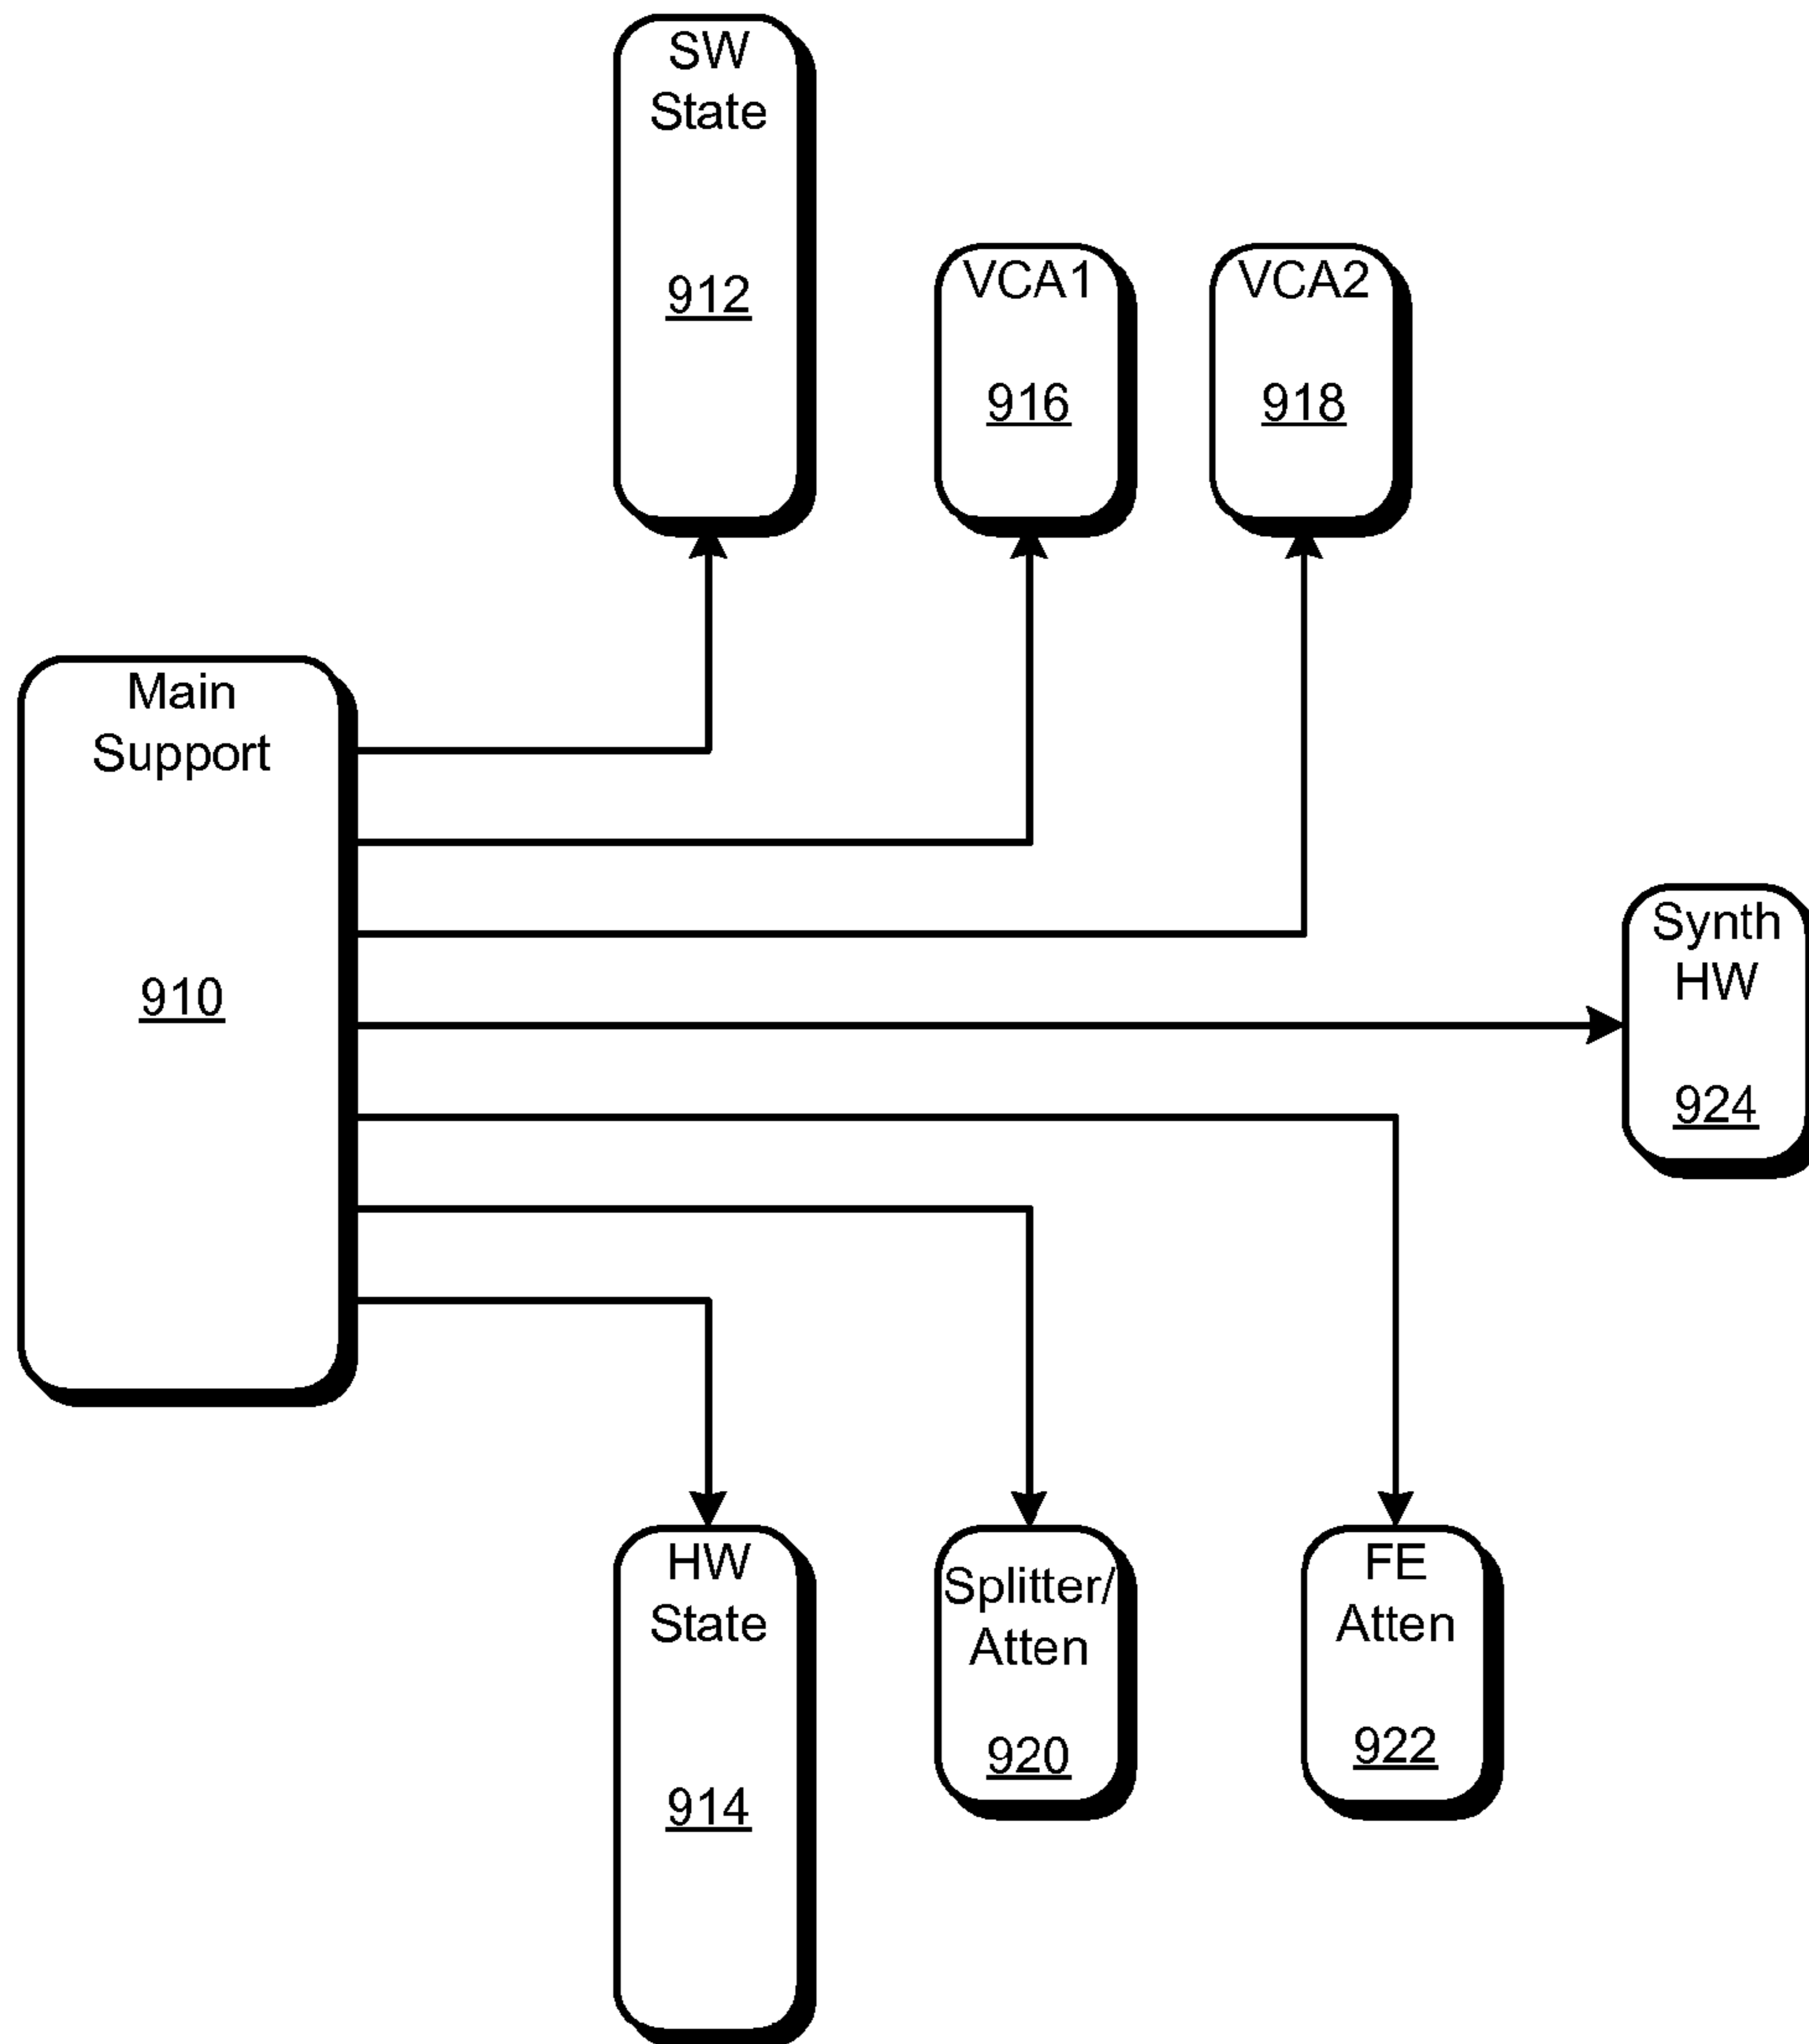 SW
State
912
VCA1
916
VCA2
918
Main
Support
910
Synth
HW
924
HW
State
914
Splitter/
Atten
920
FE
Atten
922